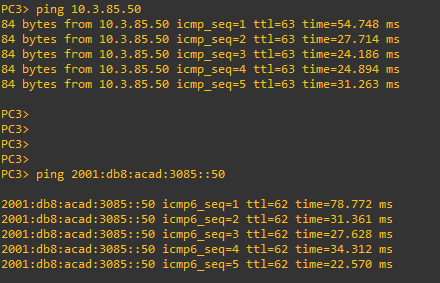 PC3> ping 10.3.85.50
84 bytes from 10.3.85.50 icmp_seq=1 ttl=63 time=54.748 ms
84 bytes from 10.3.85.50 icmp_seq=2 ttl=63 time=27.714 ms
84 bytes from 10.3.85.50 icmp_seq=3 ttl=63 time=24.186 ms
84 bytes from 10.3.85.50 icmp_seq=4 ttl=63 time=24.894 ms
84 bytes from 10.3.85.50 icmp_seq=5 ttl=63 time=31.263 ms
PC3>
PC3>
PC3>
PC3>
PC3> ping 2001:db8:acad:3085::50
2001:db8:acad:3085::50 icmp6_seq=1 ttl=62 time=78.772 ms
2001:db8:acad:3085::50 icmp6_seq=2 ttl=62 time=31.361 ms
2001:db8:acad:3085::50 icmp6_seq=3 ttl=62 time=27.628 ms
2001:db8:acad:3085::50 icmp6_seq=4 ttl=62 time=34.312 ms
2001:db8:acad:3085::50 icmp6_seq=5 ttl=62 time=22.570 ms